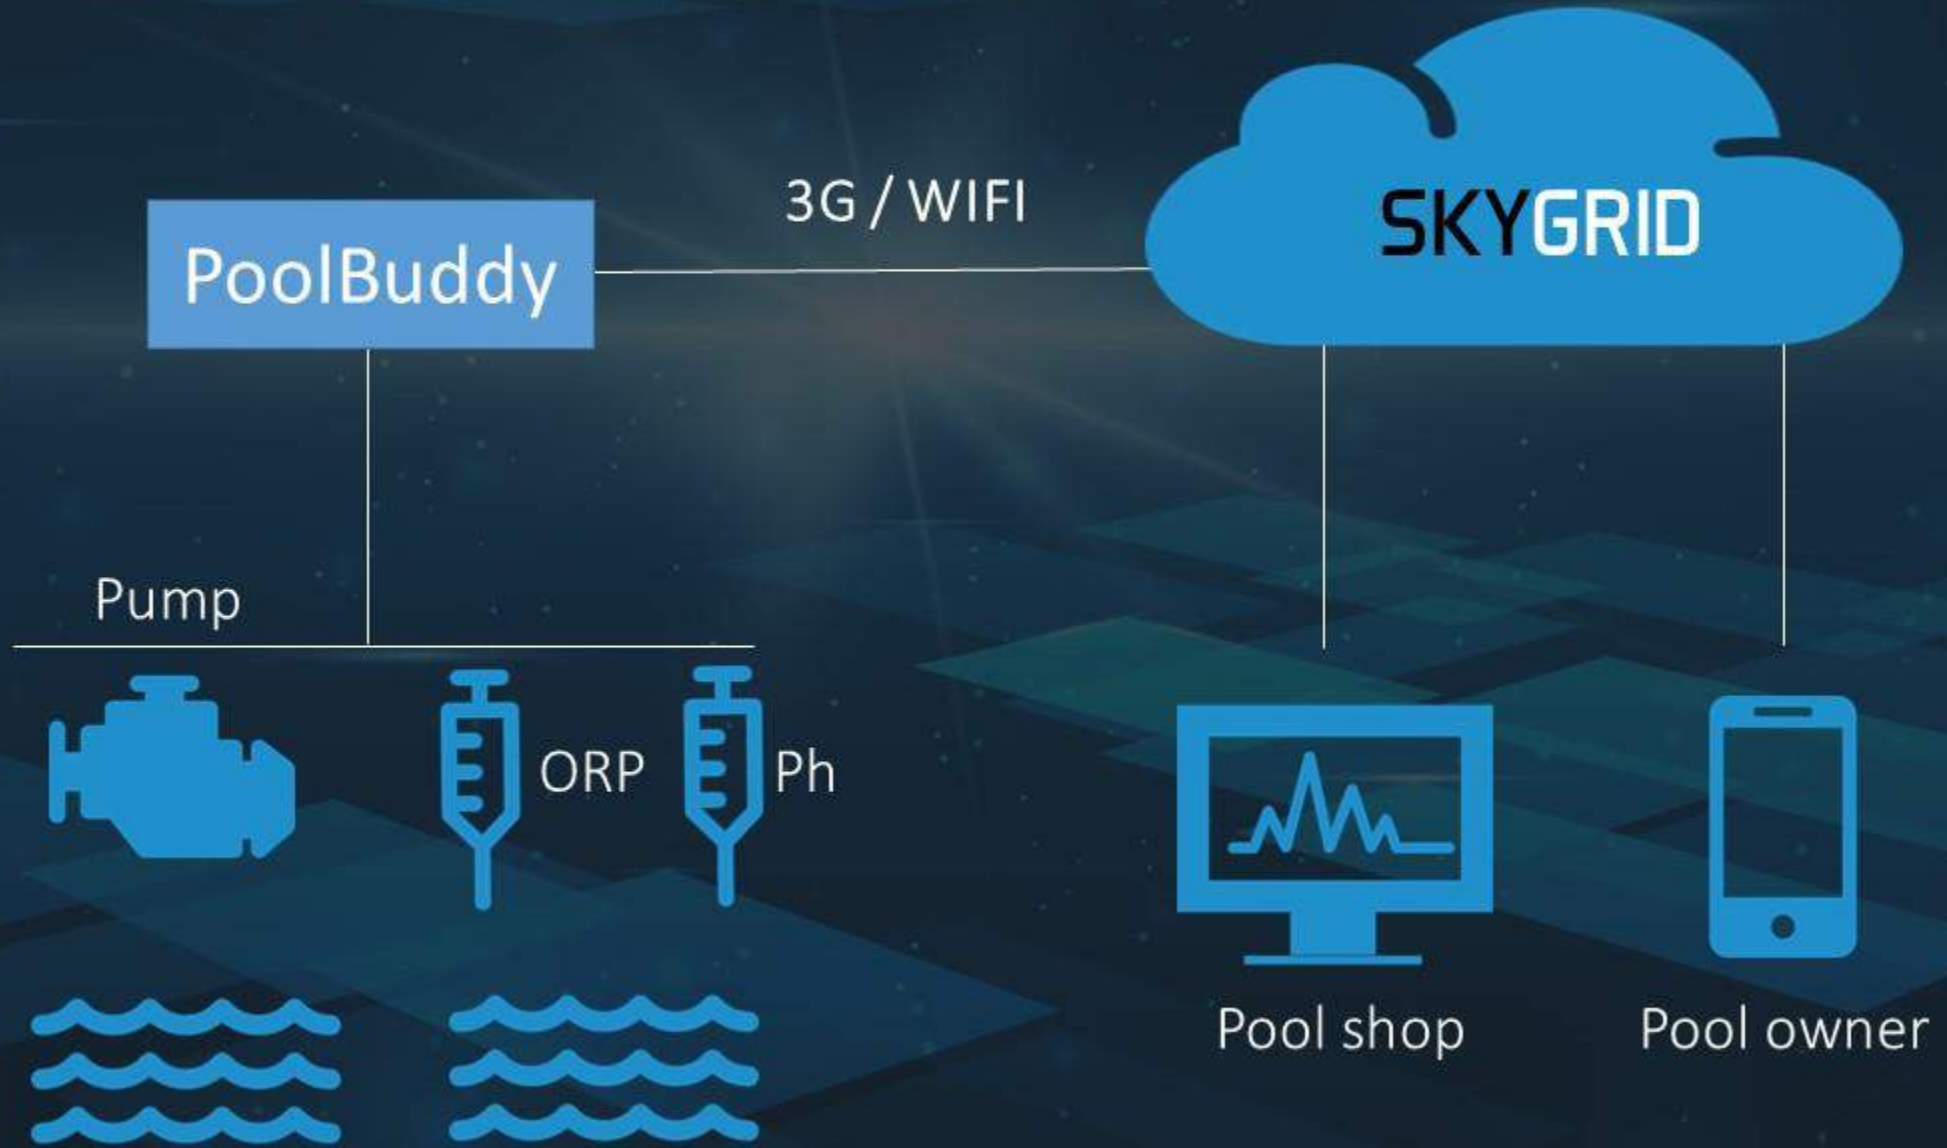 3G / WIFI
SKYGRID
PoolBuddy
Pump
ORP
Ph
Pool shop
Pool owner